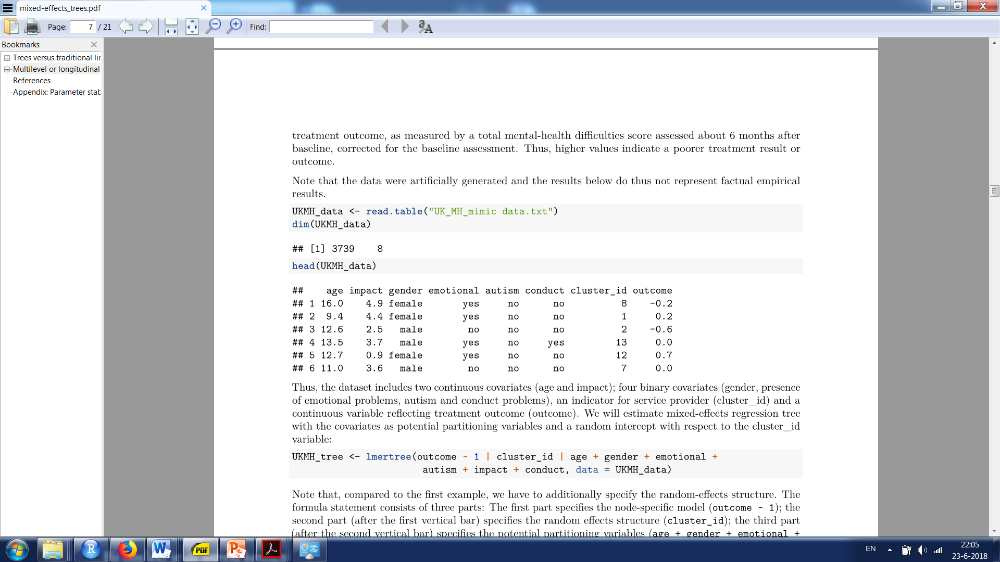 mixed-effects_trees.pdf
Page: 7 / 21 Find:
Bookmarks
Trees versus traditional lir
Multilevel or longitudinal
References
Appendix: Parameter stab
treatment outcome, as measured by a total mental-health difficulties score assessed about 6 months after
baseline, corrected for the baseline assessment. Thus, higher values indicate a poorer treatment result or
outcome.
Note that the data were artificially generated and the results below do thus not represent factual empirical
results.
UKMH_data <- read.table("UK_MH_mimic data.txt")
dim(UKMH_data)
## [1] 3739    8
head(UKMH_data)
##    age impact gender emotional autism conduct cluster_id outcome
## 1 16.0    4.9 female       yes     no      no          8    -0.2
## 2  9.4    4.4 female       yes     no      no          1     0.2
## 3 12.6    2.5   male        no     no      no          2    -0.6
## 4 13.5    3.7   male       yes     no     yes         13     0.0
## 5 12.7    0.9 female       yes     no      no         12     0.7
## 6 11.0    3.6   male        no     no      no          7     0.0
Thus, the dataset includes two continuous covariates (age and impact); four binary covariates (gender, presence
of emotional problems, autism and conduct problems), an indicator for service provider (cluster_id) and a
continuous variable reflecting treatment outcome (outcome). We will estimate mixed-effects regression tree
with the covariates as potential partitioning variables and a random intercept with respect to the cluster_id
variable:
UKMH_tree <- lmertree(outcome ~ 1 | cluster_id | age + gender + emotional +
autism + impact + conduct, data = UKMH_data)
Note that, compared to the first example, we have to additionally specify the random-effects structure. The
formula statement consists of three parts: The first part specifies the node-specific model (outcome ~ 1); the
second part (after the first vertical bar) specifies the random effects structure (cluster_id); the third part
(after the second vertical bar) specifies the potential partitioning variables (age + gender + emotional +
PDF
EN
22:05
23-6-2018